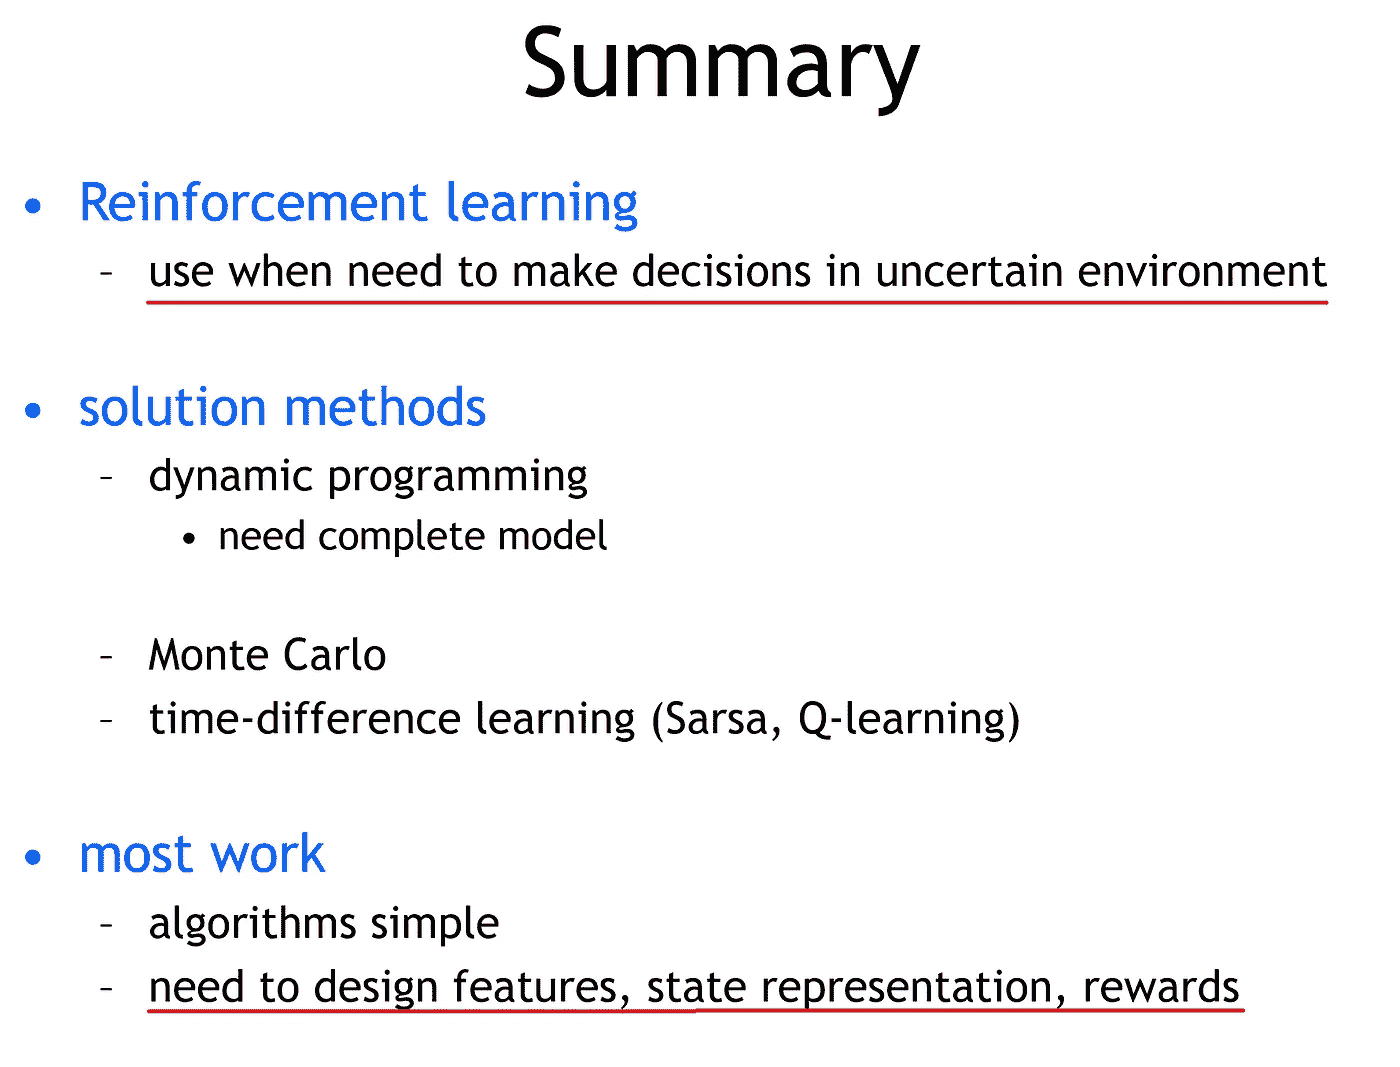 Summary
• Reinforcement learning
– use when need to make decisions in uncertain environment
• solution methods
– dynamic programming
• need complete model
– Monte Carlo
– time-difference learning (Sarsa, Q-learning)
• most work
– algorithms simple
– need to design features, state representation, rewards